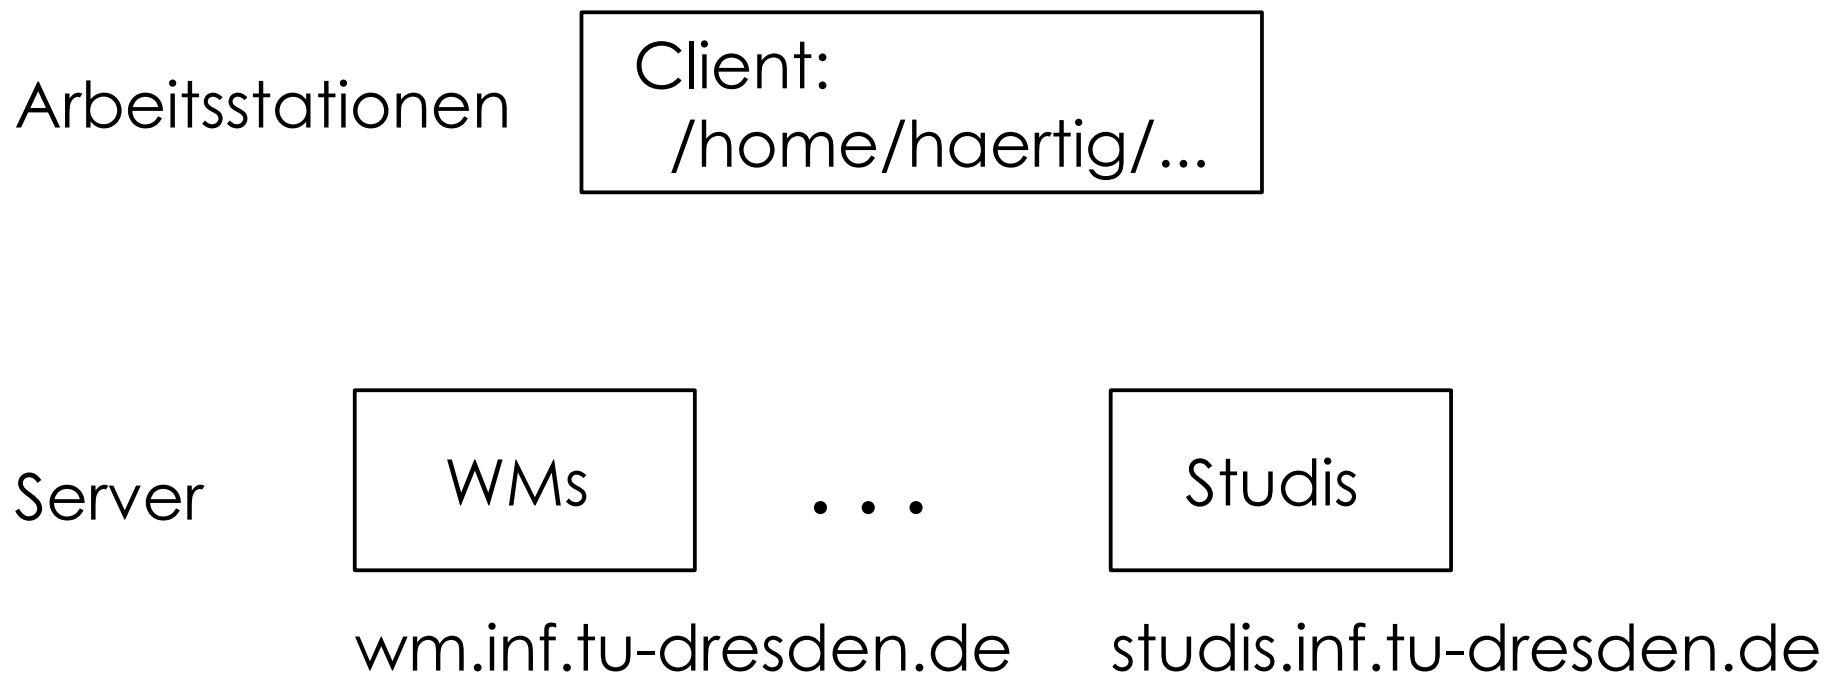 Arbeitsstationen
Client:
/home/haertig/...
Server
WMs
...
Studis
wm.inf.tu-dresden.de
studis.inf.tu-dresden.de